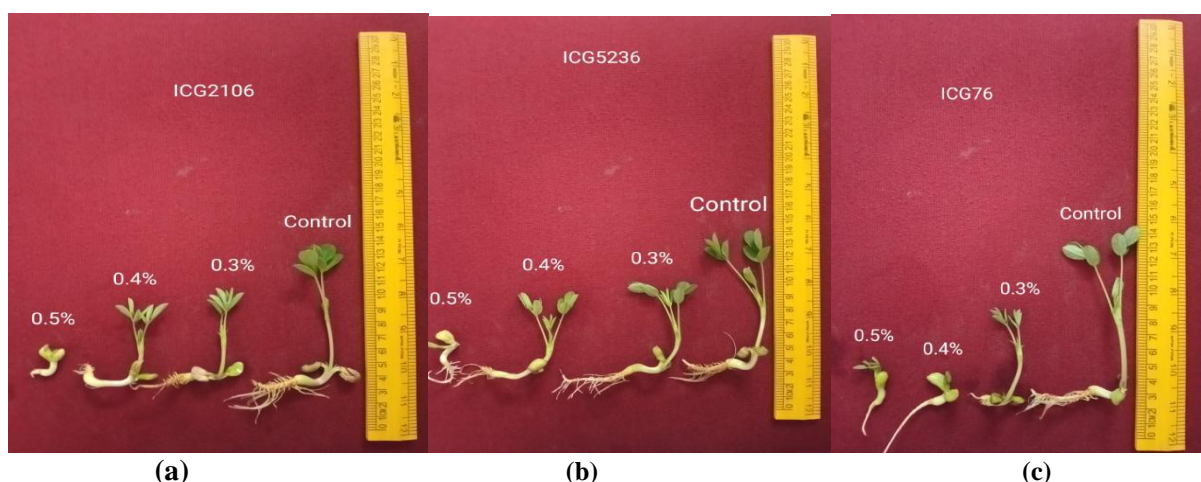 ICG2106
Control
0.4%
0.3%
0.5%
ICG5236
Control
0.4%
0.3%
0.5%
ICG76
Control
0.3%
0.5%
0.4%
(a)
(b)
(c)